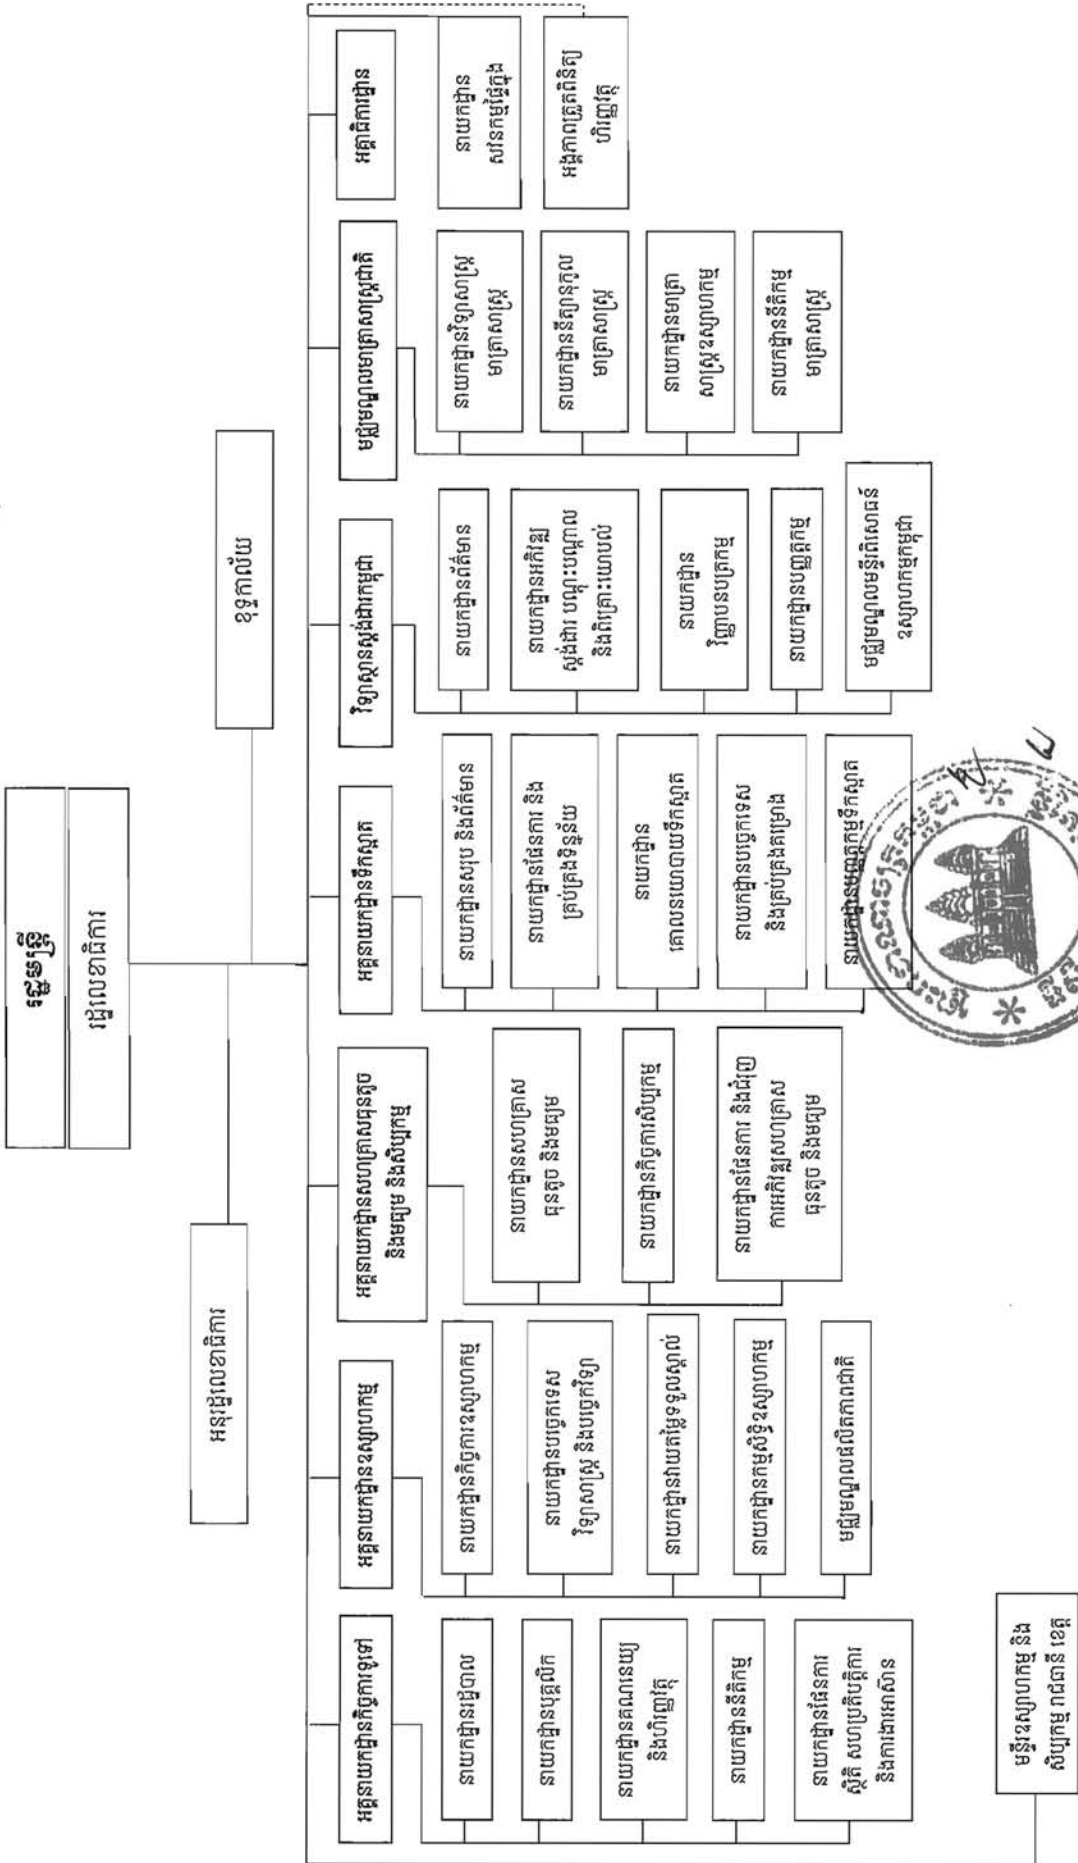 រដ្ឋមន្ត្រី
រដ្ឋលេខាធិការ
អនុរដ្ឋលេខាធិការ
ខុទ្ទកាល័យ
អគ្គនាយកដ្ឋានកិច្ចការទូទៅ
នាយកដ្ឋានរដ្ឋបាល
នាយកដ្ឋានបុគ្គលិក
នាយកដ្ឋានគណនេយ្យ
និងហិរញ្ញវត្ថុ
នាយកដ្ឋាននីតិកម្ម
នាយកដ្ឋានផែនការ
ស្ថិតិ សហប្រតិបត្តិការ
និងការងារអាស៊ាន
អគ្គនាយកដ្ឋានឧស្សាហកម្ម
នាយកដ្ឋានកិច្ចការឧស្សាហកម្ម
នាយកដ្ឋានបច្ចេកទេស
វិទ្យាសាស្ត្រ និងបច្ចេកវិទ្យា
នាយកដ្ឋានវាយតម្លៃទទួលស្គាល់
នាយកដ្ឋានកម្មសិទ្ធិឧស្សាហកម្ម
មជ្ឈមណ្ឌលផលិតភាពជាតិ
អគ្គនាយកដ្ឋានសហគ្រាសធុនតូច
និងមធ្យម និងសិប្បកម្ម
នាយកដ្ឋានសហគ្រាស
ធុនតូច និងមធ្យម
នាយកដ្ឋានកិច្ចការសិប្បកម្ម
នាយកដ្ឋានផែនការ និងជំរុញ
ការអភិវឌ្ឍសហគ្រាស
ធុនតូច និងមធ្យម
អគ្គនាយកដ្ឋានទឹកស្អាត
នាយកដ្ឋានសរុប និងព័ត៌មាន
នាយកដ្ឋានផែនការ និង
គ្រប់គ្រងទិន្នន័យ
នាយកដ្ឋាន
គោលនយោបាយទឹកស្អាត
នាយកដ្ឋានបច្ចេកទេស
និងគ្រប់គ្រងគម្រោង
វិទ្យាស្ថានស្តង់ដារកម្ពុជា
នាយកដ្ឋានព័ត៌មាន
នាយកដ្ឋានអភិវឌ្ឍ
ស្តង់ដារ បណ្តុះបណ្តាល
និងពិគ្រោះយោបល់
នាយកដ្ឋាន
វិញ្ញាបនបត្រកម្ម
នាយកដ្ឋានបញ្ញត្តិកម្ម
មជ្ឈមណ្ឌលមន្ទីរពិសោធន៍
ឧស្សាហកម្មកម្ពុជា
មជ្ឈមណ្ឌលមាត្រាសាស្ត្រជាតិ
នាយកដ្ឋានវិទ្យាសាស្ត្រ
មាត្រាសាស្ត្រ
នាយកដ្ឋាននីត្យានុកូល
មាត្រាសាស្ត្រ
នាយកដ្ឋានមាត្រា
សាស្ត្រឧស្សាហកម្ម
នាយកដ្ឋាននីតិកម្ម
មាត្រាសាស្ត្រ
អគ្គាធិការដ្ឋាន
នាយកដ្ឋាន
សវនកម្មផ្ទៃក្នុង
អង្គភាពត្រួតពិនិត្យ
ហិរញ្ញវត្ថុ
មន្ទីរឧស្សាហកម្ម និង
សិប្បកម្ម រាជធានី ខេត្ត